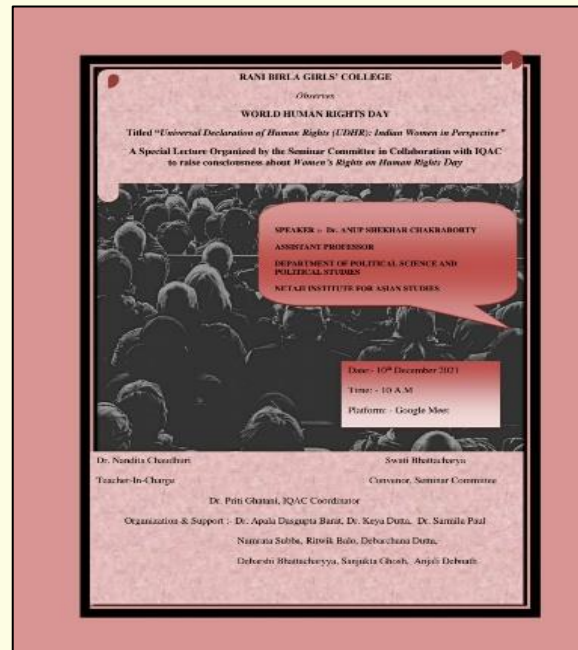 RANI BIRLA GIRLS' COLLEGE
Observes
WORLD HUMAN RIGHTS DAY
Titled "Universal Declaration of Human Rights (UDHR): Indian Women in Perspective"
A Special Lecture Organized by the Seminar Committee in Collaboration with IQAC
to raise consciousness about Women's Rights on Human Rights Day
SPEAKER :- Dr. ANUP SHEKHAR CHAKRABORTY
ASSISTANT PROFESSOR
DEPARTMENT OF POLITICAL SCIENCE AND
POLITICAL STUDIES
NETAJI INSTITUTE FOR ASIAN STUDIES
Date:- 10th December 2021
Time: - 10 A.M
Platform: - Google Meet
Dr. Nandita Chaudhuri Swati Bhattacharya
Teacher-In-Charge Convenor, Seminar Committee
Dr. Priti Ghatani, IQAC Coordinator
Organization & Support :- Dr. Apala Dasgupta Barat, Dr. Keya Dutta, Dr. Sarmila Paul
Namrata Subba, Ritwik Balo, Debarchana Dutta,
Debarshi Bhattacharyya, Sanjukta Ghosh, Anjali Debnath